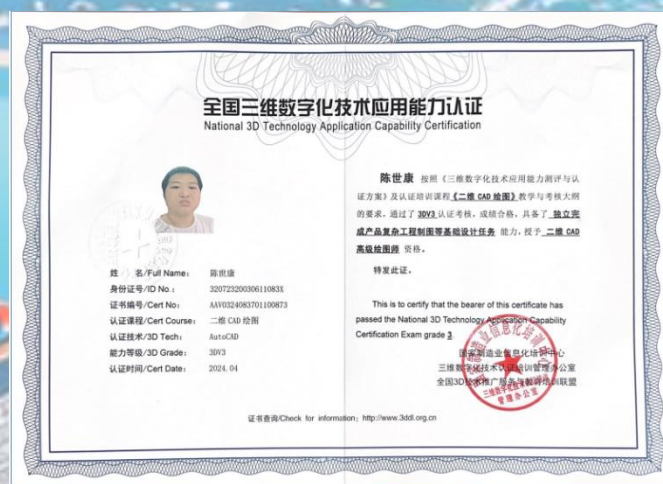 全国三维数字化技术应用能力认证
National 3D Technology Application Capability Certification
姓　名/Full Name: 陈世康
身份证号/ID No.: 32072320030611083X
证书编号/Cert No: AAV0324083701100873
认证课程/Cert Course: 二维 CAD 绘图
认证技术/3D Tech: AutoCAD
能力等级/3D Grade: 3DV3
认证时间/Cert Date: 2024.04
陈世康 按照《三维数字化技术应用能力测评与认
证方案》及认证培训课程《二维 CAD 绘图》教学与考核大纲
的要求，通过了 3DV3 认证考核，成绩合格，具备了 独立完
成产品复杂工程制图等基础设计任务 能力，授予 二维 CAD
高级绘图师 资格。
特发此证。
This is to certify that the bearer of this certificate has
passed the National 3D Technology Application Capability
Certification Exam grade 3
国家制造业信息化培训中心
三维数字化技术认证培训管理办公室
全国3D技术推广服务与教育培训联盟
证书查询/Check for information: http://www.3ddl.org.cn